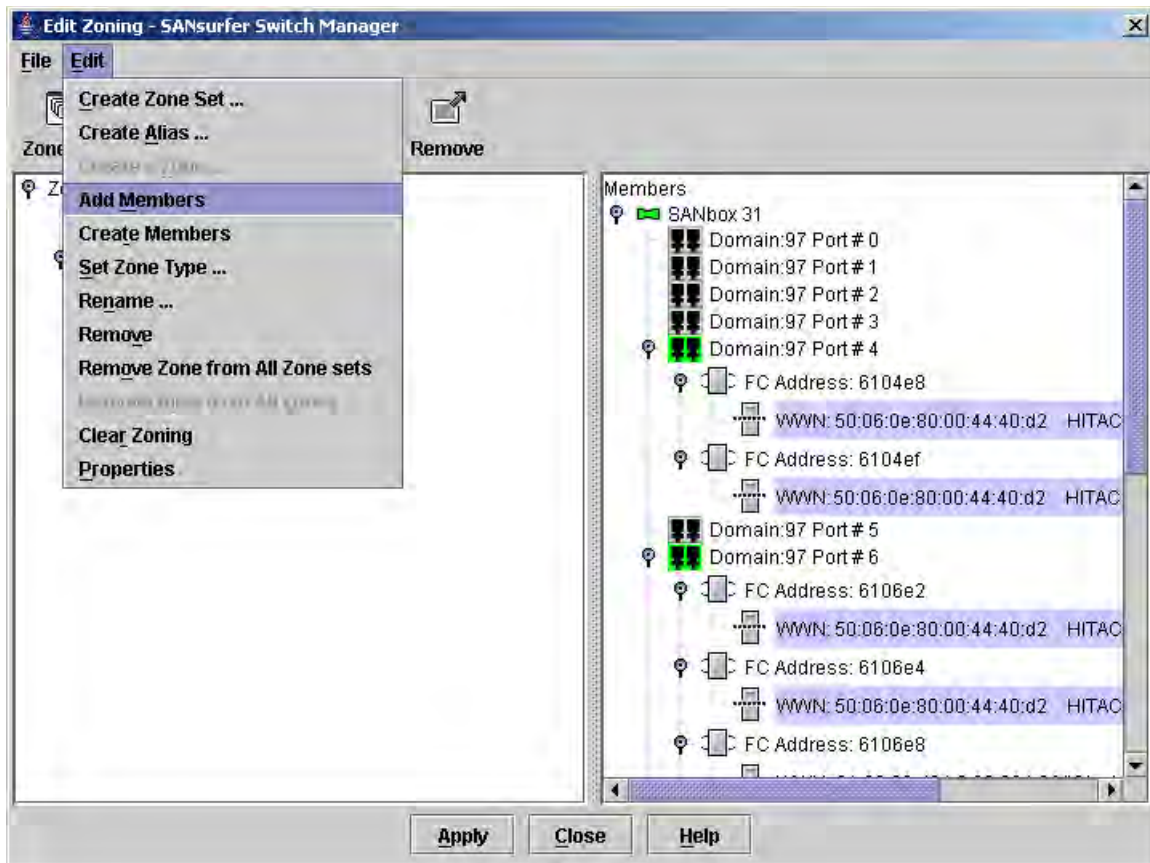 Edit Zoning - SANsurfer Switch Manager
File Edit
Create Zone Set ...
Create Alias ...
Add Members
Create Members
Set Zone Type ...
Rename ...
Remove
Remove Zone from All Zone sets
Clear Zoning
Properties
Zone
Remove
Members
SANbox 31
Domain:97 Port # 0
Domain:97 Port # 1
Domain:97 Port # 2
Domain:97 Port # 3
Domain:97 Port # 4
FC Address: 6104e8
WWN: 50:06:0e:80:00:44:40:d2 HITAC
FC Address: 6104ef
WWN: 50:06:0e:80:00:44:40:d2 HITAC
Domain:97 Port # 5
Domain:97 Port # 6
FC Address: 6106e2
WWN: 50:06:0e:80:00:44:40:d2 HITAC
FC Address: 6106e4
WWN: 50:06:0e:80:00:44:40:d2 HITAC
FC Address: 6106e8
Apply Close Help